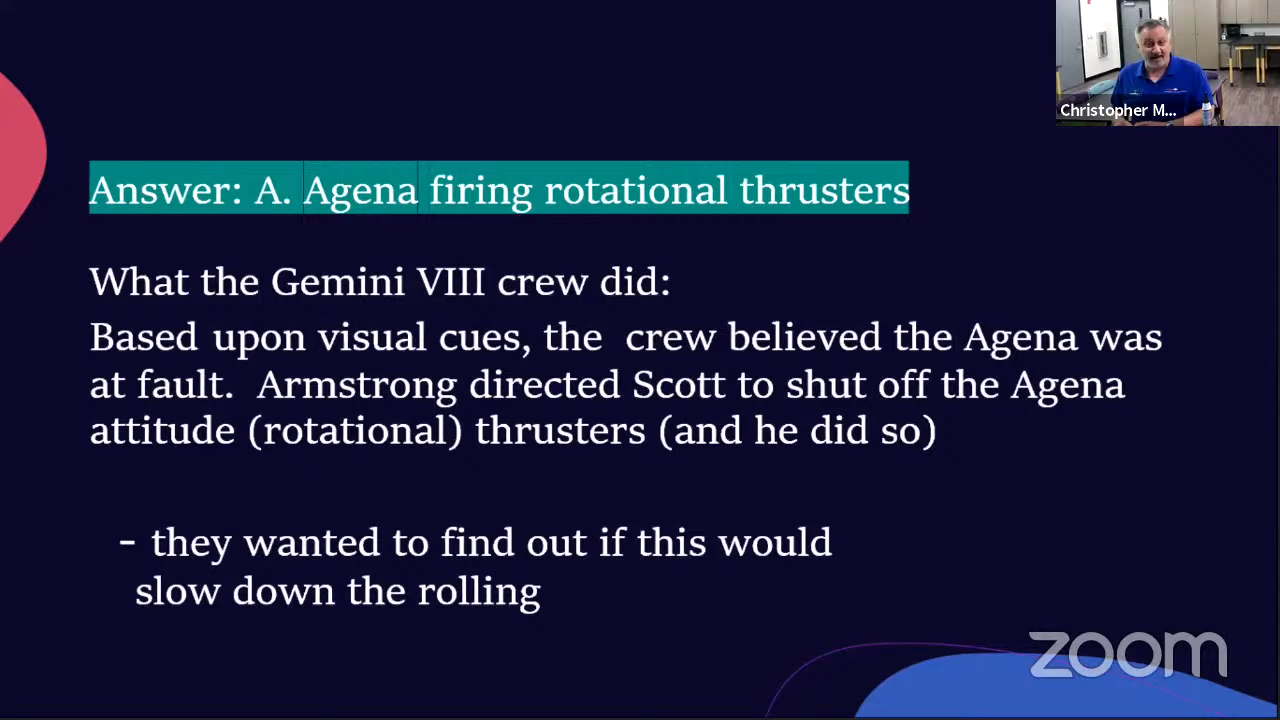 Christopher M...
Answer: A. Agena firing rotational thrusters
What the Gemini VIII crew did:
Based upon visual cues, the crew believed the Agena was
at fault. Armstrong directed Scott to shut off the Agena
attitude (rotational) thrusters (and he did so)
- they wanted to find out if this would
slow down the rolling
zoom